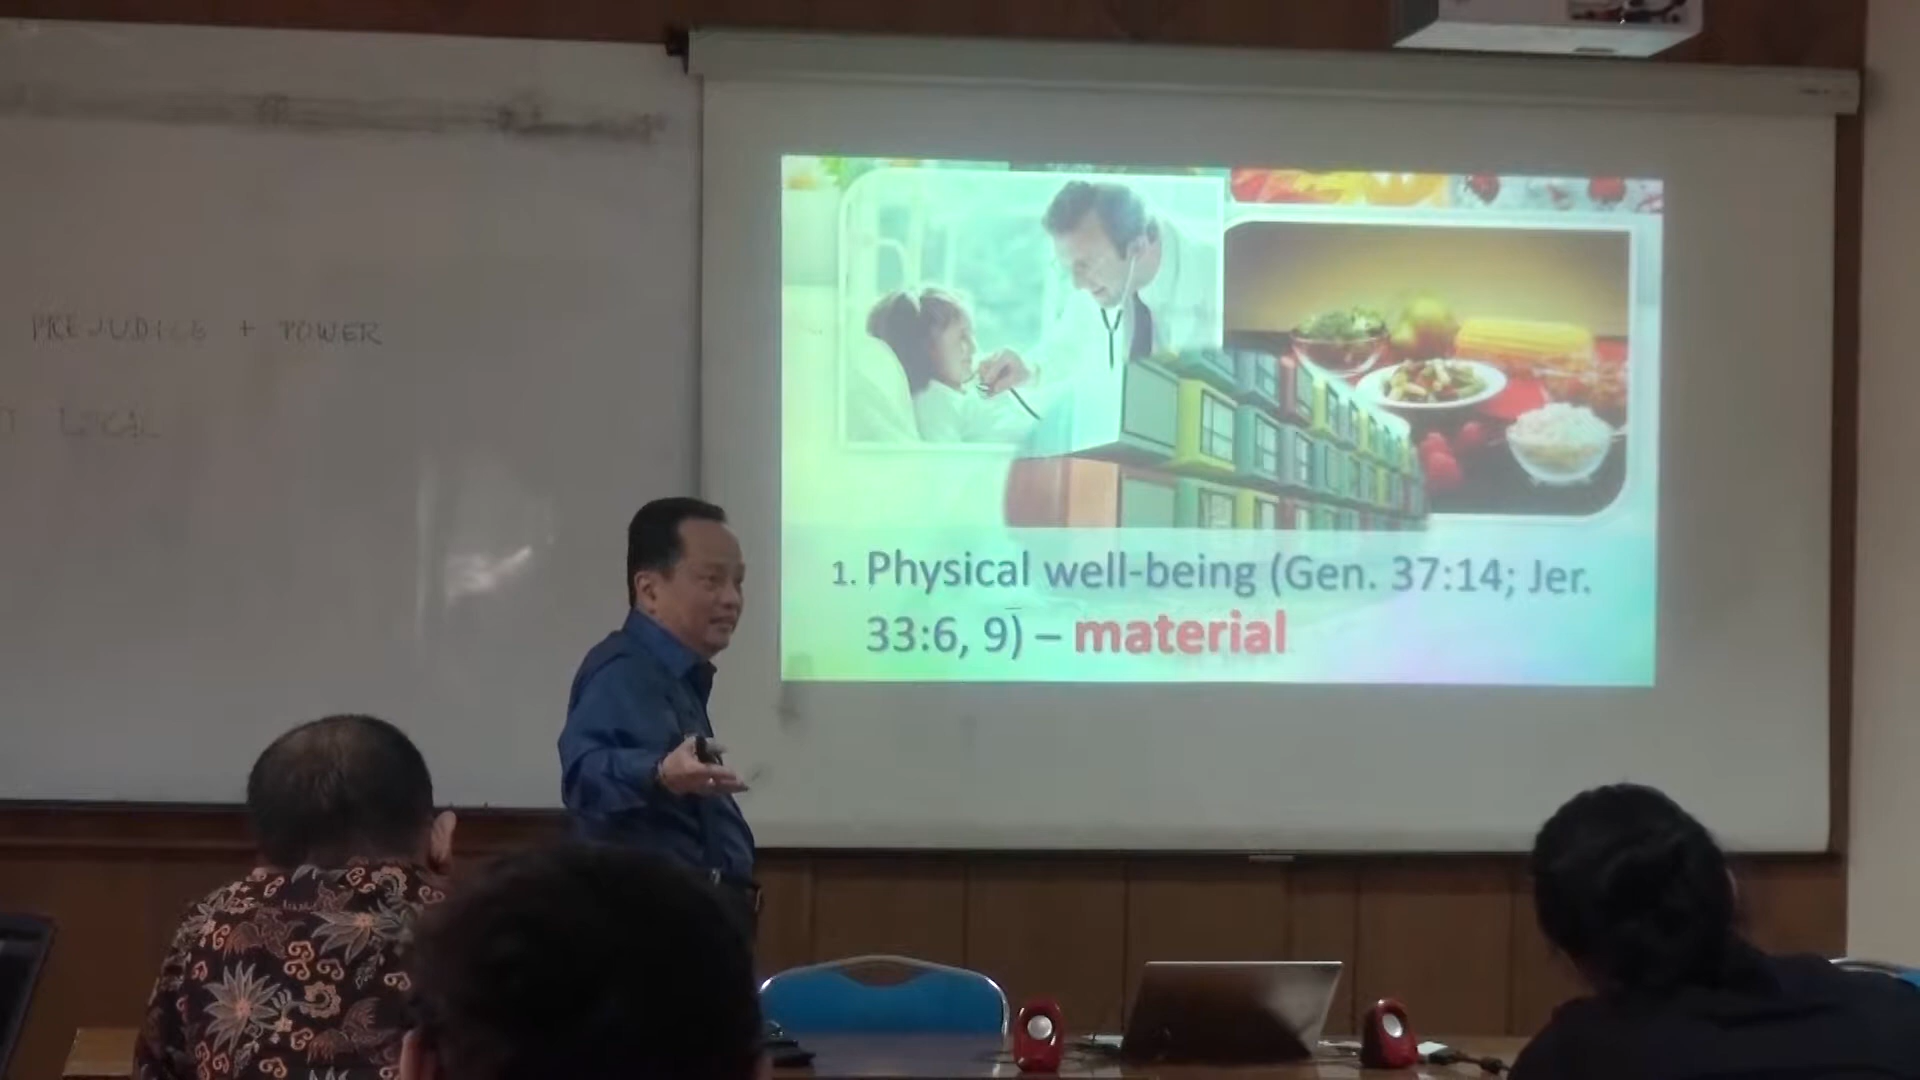 PREJUDICE + POWER
LOCAL
1. Physical well-being (Gen. 37:14; Jer.
33:6, 9) – material